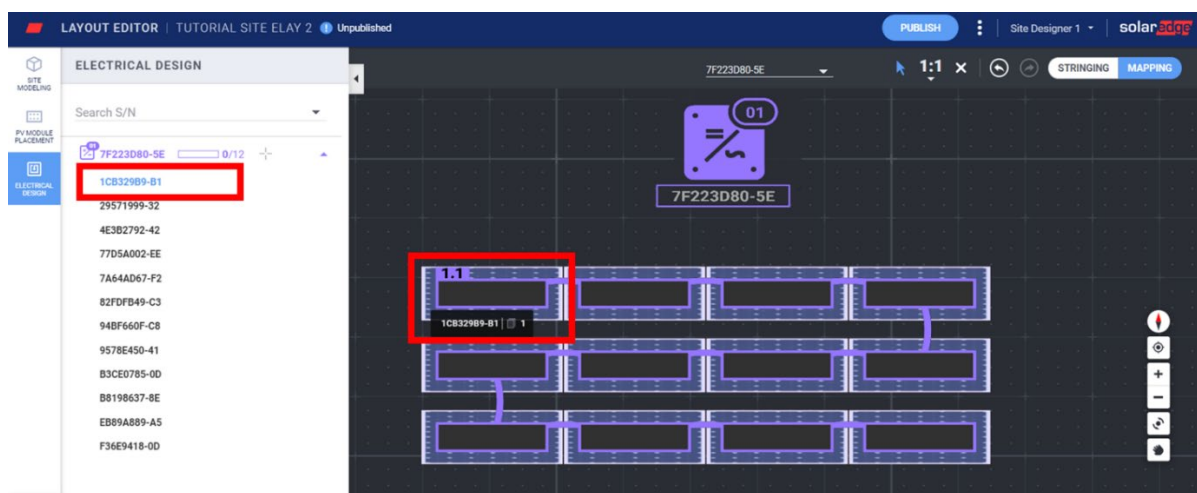 LAYOUT EDITOR | TUTORIAL SITE ELAY 2 Unpublished
PUBLISH
Site Designer 1
solaredge
SITE
MODELING
PV MODULE
PLACEMENT
ELECTRICAL
DESIGN
ELECTRICAL DESIGN
Search S/N
01
7F223D80-5E 0/12
1CB329B9-B1
29571999-32
4E3B2792-42
77D5A002-EE
7A64AD67-F2
82FDFB49-C3
94BF660F-C8
9578E450-41
B3CE0785-0D
B8198637-8E
EB89A889-A5
F36E9418-0D
7F223D80-5E
1:1
STRINGING
MAPPING
01
7F223D80-5E
1.1
1CB329B9-B1 | 1